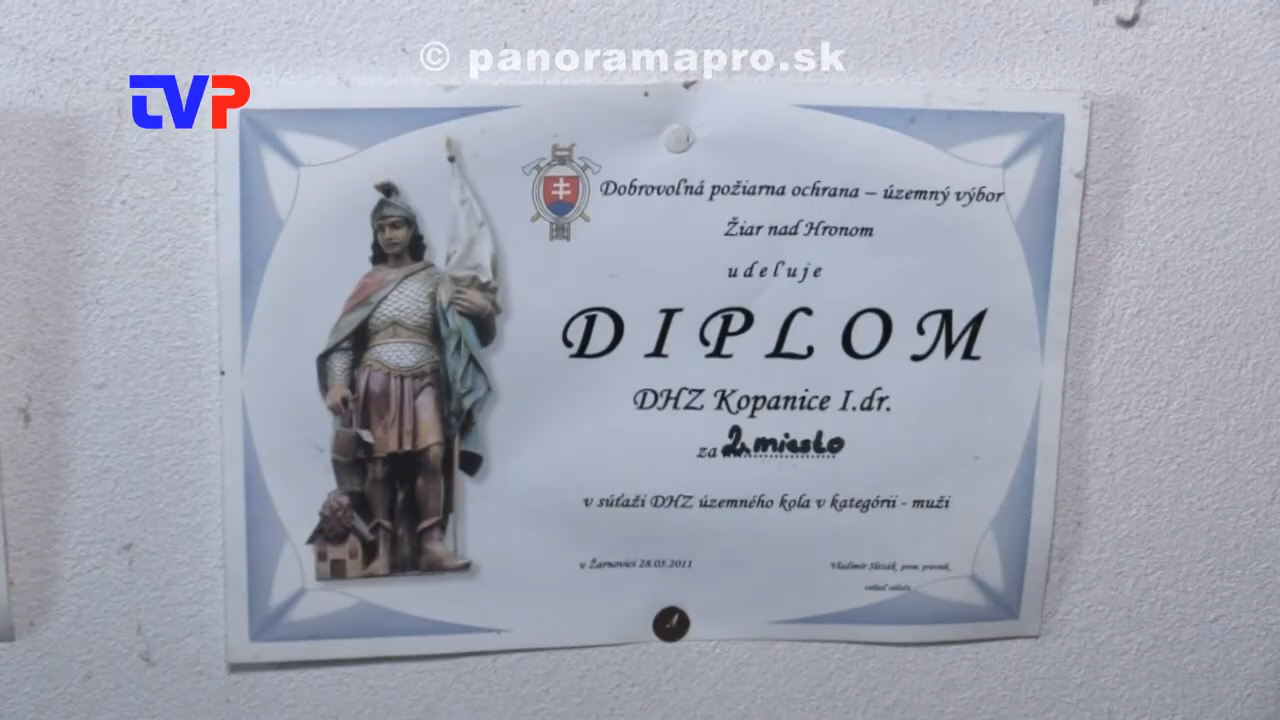 © panoramapro.sk
TVP
Dobrovoľná požiarna ochrana – územný výbor
Žiar nad Hronom
udeľuje
DIPLOM
DHZ Kopanice I.dr.
za 2. miesto
v súťaži DHZ územného kola v kategórii - muži
v Žarnovici 28.05.2011
Vladimír Slezák